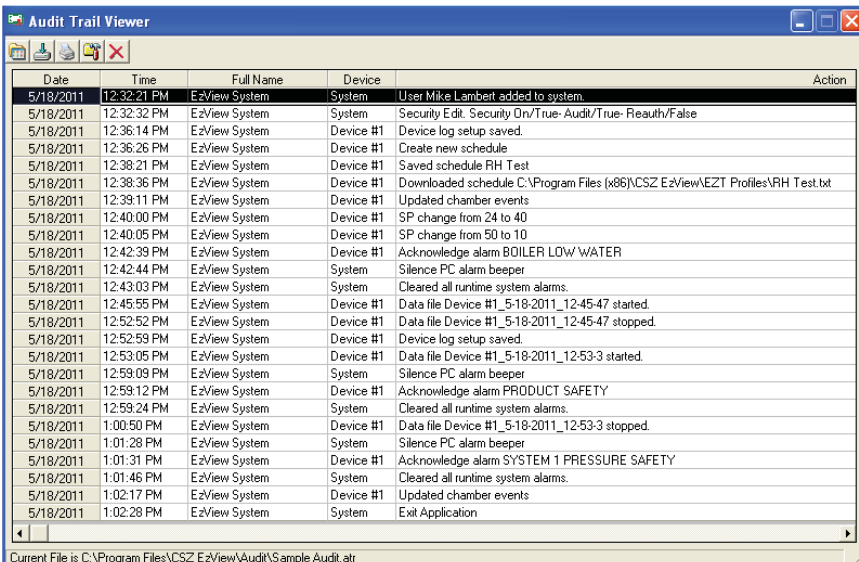 Audit Trail Viewer
Date Time Full Name Device Action
5/18/2011 12:32:21 PM EzView System System User Mike Lambert added to system.
5/18/2011 12:32:32 PM EzView System System Security Edit. Security On/True- Audit/True- Reauth/False
5/18/2011 12:36:14 PM EzView System Device #1 Device log setup saved.
5/18/2011 12:36:26 PM EzView System Device #1 Create new schedule
5/18/2011 12:38:21 PM EzView System Device #1 Saved schedule RH Test
5/18/2011 12:38:36 PM EzView System Device #1 Downloaded schedule C:\Program Files (x86)\CSZ EzView\EZT Profiles\RH Test.txt
5/18/2011 12:39:11 PM EzView System Device #1 Updated chamber events
5/18/2011 12:40:00 PM EzView System Device #1 SP change from 24 to 40
5/18/2011 12:40:05 PM EzView System Device #1 SP change from 50 to 10
5/18/2011 12:42:39 PM EzView System Device #1 Acknowledge alarm BOILER LOW WATER
5/18/2011 12:42:44 PM EzView System System Silence PC alarm beeper
5/18/2011 12:43:03 PM EzView System System Cleared all runtime system alarms.
5/18/2011 12:45:55 PM EzView System Device #1 Data file Device #1_5-18-2011_12-45-47 started.
5/18/2011 12:52:52 PM EzView System Device #1 Data file Device #1_5-18-2011_12-45-47 stopped.
5/18/2011 12:52:59 PM EzView System Device #1 Device log setup saved.
5/18/2011 12:53:05 PM EzView System Device #1 Data file Device #1_5-18-2011_12-53-3 started.
5/18/2011 12:59:09 PM EzView System System Silence PC alarm beeper
5/18/2011 12:59:12 PM EzView System Device #1 Acknowledge alarm PRODUCT SAFETY
5/18/2011 12:59:24 PM EzView System System Cleared all runtime system alarms.
5/18/2011 1:00:50 PM EzView System Device #1 Data file Device #1_5-18-2011_12-53-3 stopped.
5/18/2011 1:01:28 PM EzView System System Silence PC alarm beeper
5/18/2011 1:01:31 PM EzView System Device #1 Acknowledge alarm SYSTEM 1 PRESSURE SAFETY
5/18/2011 1:01:46 PM EzView System System Cleared all runtime system alarms.
5/18/2011 1:02:17 PM EzView System Device #1 Updated chamber events
5/18/2011 1:02:28 PM EzView System System Exit Application
Current File is C:\Program Files\CSZ EzView\Audit\Sample Audit.atr